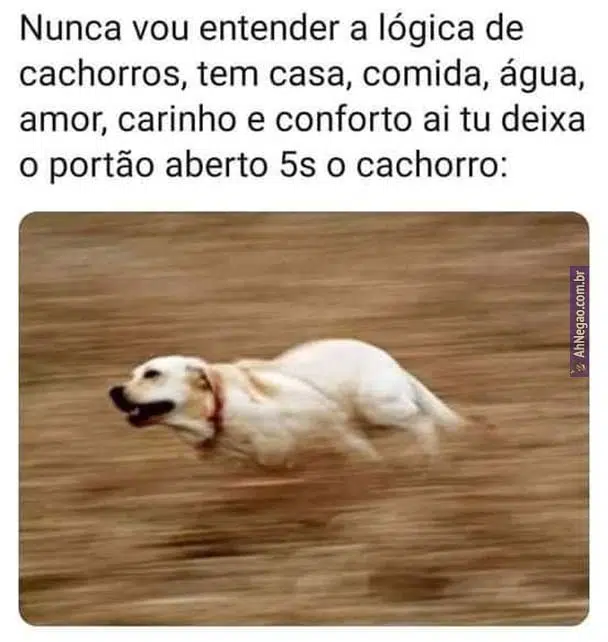 Nunca vou entender a lógica de
cachorros, tem casa, comida, água,
amor, carinho e conforto ai tu deixa
o portão aberto 5s o cachorro:
AhNegao.com.br